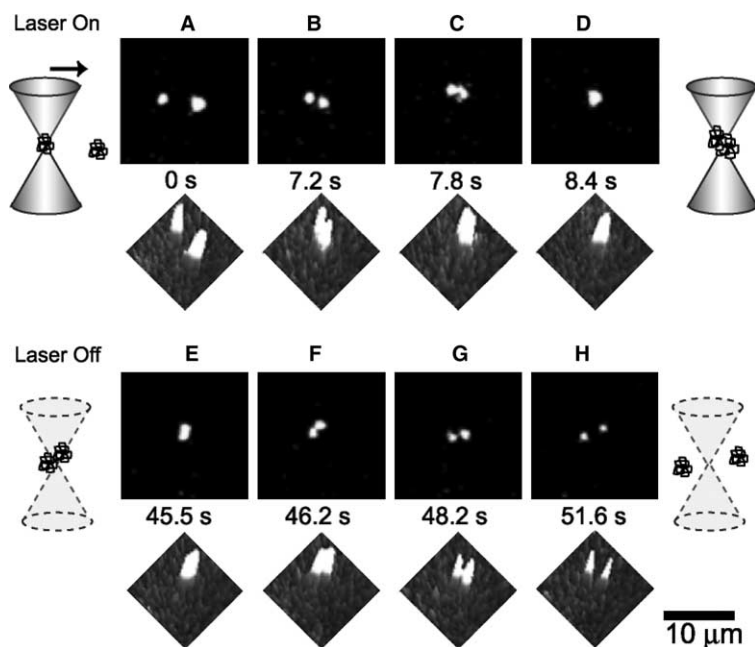 Laser On
A B C D
0 s 7.2 s 7.8 s 8.4 s
Laser Off
E F G H
45.5 s 46.2 s 48.2 s 51.6 s
10 μm